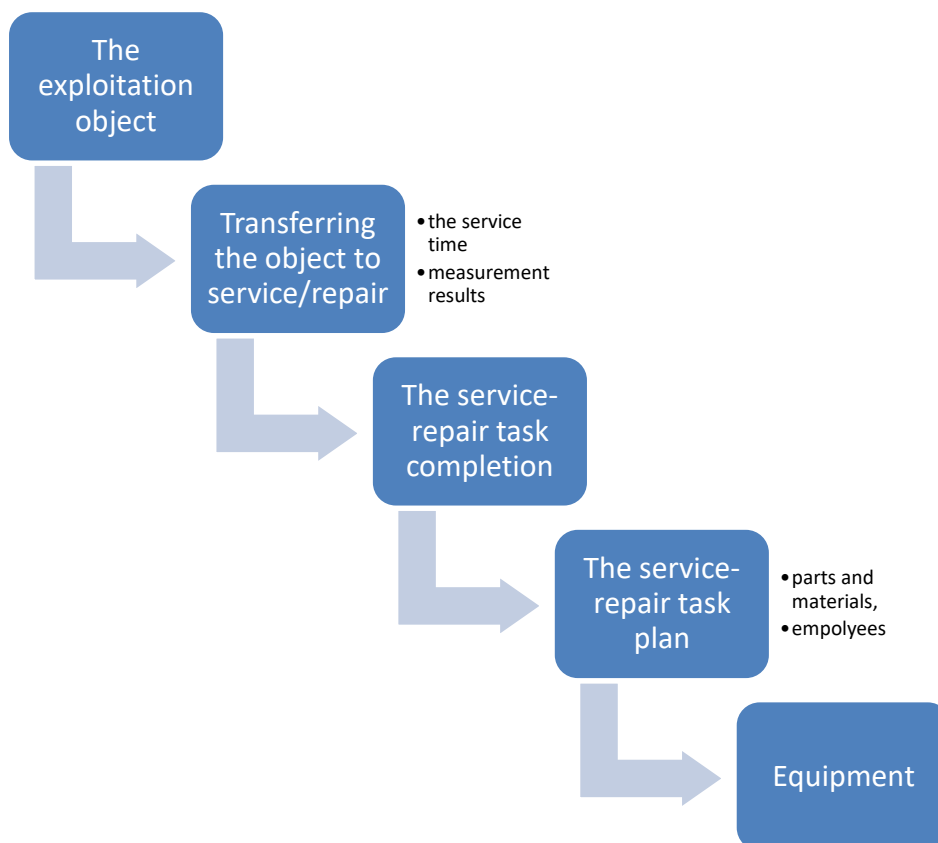 The
exploitation
object
Transferring
the object to
service/repair
•the service
time
•measurement
results
The service-
repair task
completion
The service-
repair task
plan
•parts and
materials,
•empolyees
Equipment